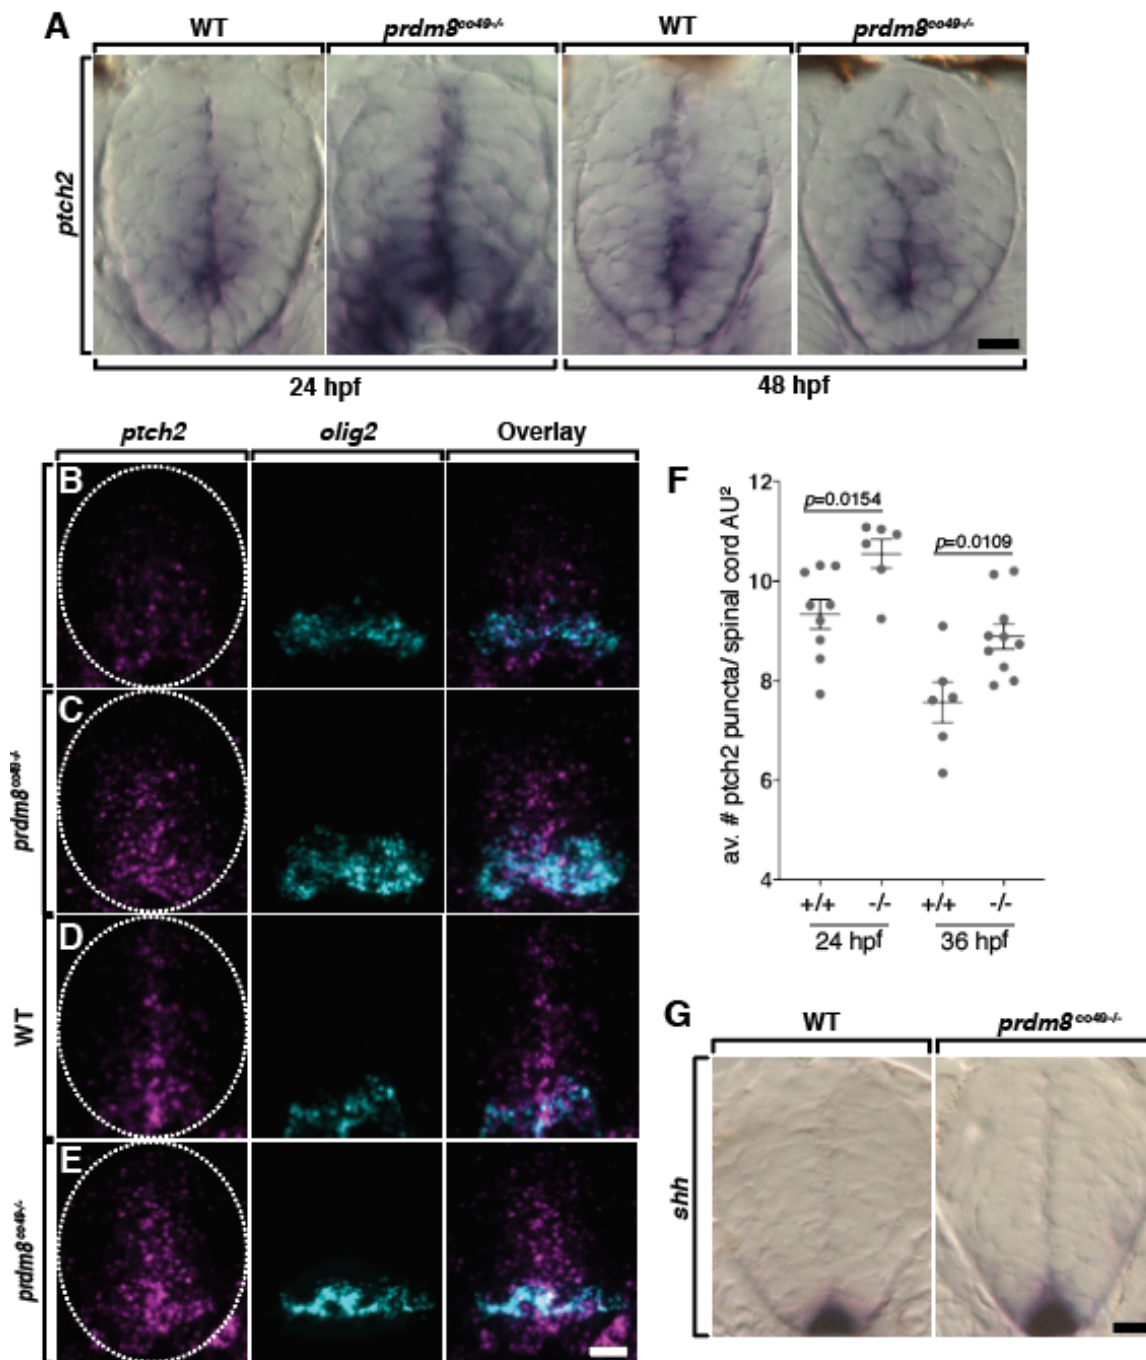 A
WT prdm8co49-/- WT prdm8co49-/-
ptch2
24 hpf 48 hpf
ptch2 olig2 Overlay
B
C
prdm8co49-/-
D
WT
E
prdm8co49-/-
F
av. # ptch2 puncta/ spinal cord AU²
12
10
8
6
4
p=0.0154
p=0.0109
+/+ -/- +/+ -/-
24 hpf 36 hpf
G
WT prdm8co49-/-
shh